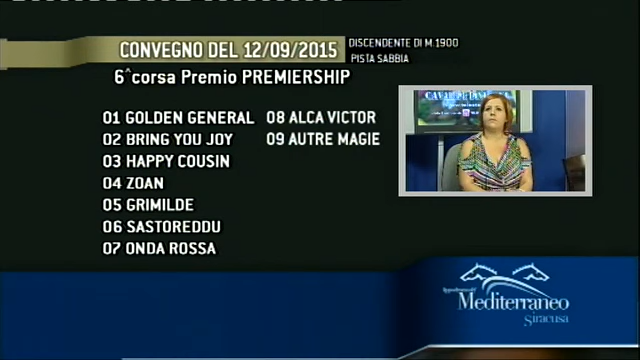 CONVEGNO DEL 12/09/2015
DISCENDENTE DI M.1900
PISTA SABBIA
6^corsa Premio PREMIERSHIP
01 GOLDEN GENERAL
02 BRING YOU JOY
03 HAPPY COUSIN
04 ZOAN
05 GRIMILDE
06 SASTOREDDU
07 ONDA ROSSA
08 ALCA VICTOR
09 AUTRE MAGIE
Ippodromo del
Mediterraneo
Siracusa